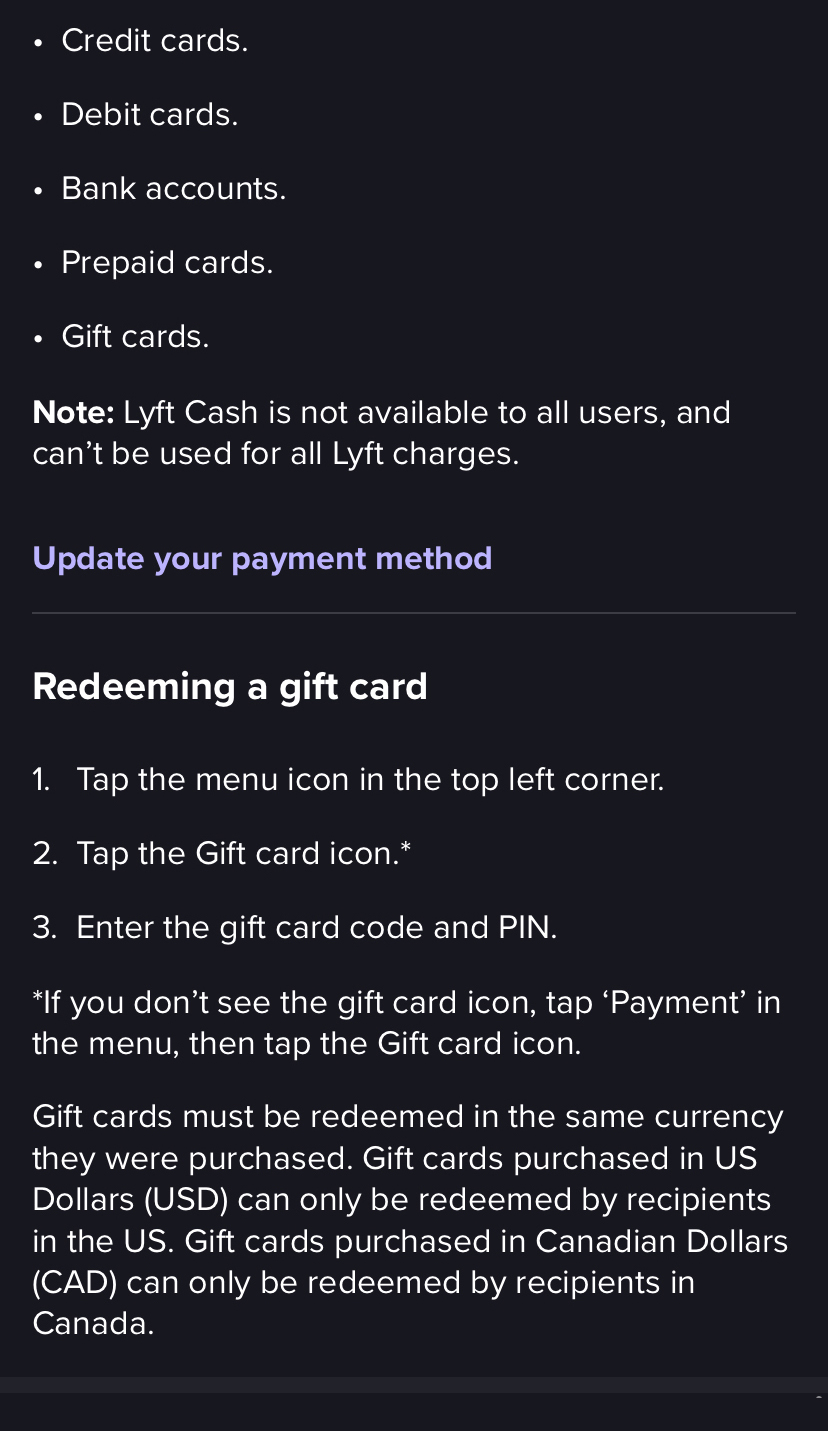 • Credit cards.
• Debit cards.
• Bank accounts.
• Prepaid cards.
• Gift cards.
Note: Lyft Cash is not available to all users, and
can’t be used for all Lyft charges.
Update your payment method
Redeeming a gift card
1. Tap the menu icon in the top left corner.
2. Tap the Gift card icon.*
3. Enter the gift card code and PIN.
*If you don’t see the gift card icon, tap ‘Payment’ in
the menu, then tap the Gift card icon.
Gift cards must be redeemed in the same currency
they were purchased. Gift cards purchased in US
Dollars (USD) can only be redeemed by recipients
in the US. Gift cards purchased in Canadian Dollars
(CAD) can only be redeemed by recipients in
Canada.